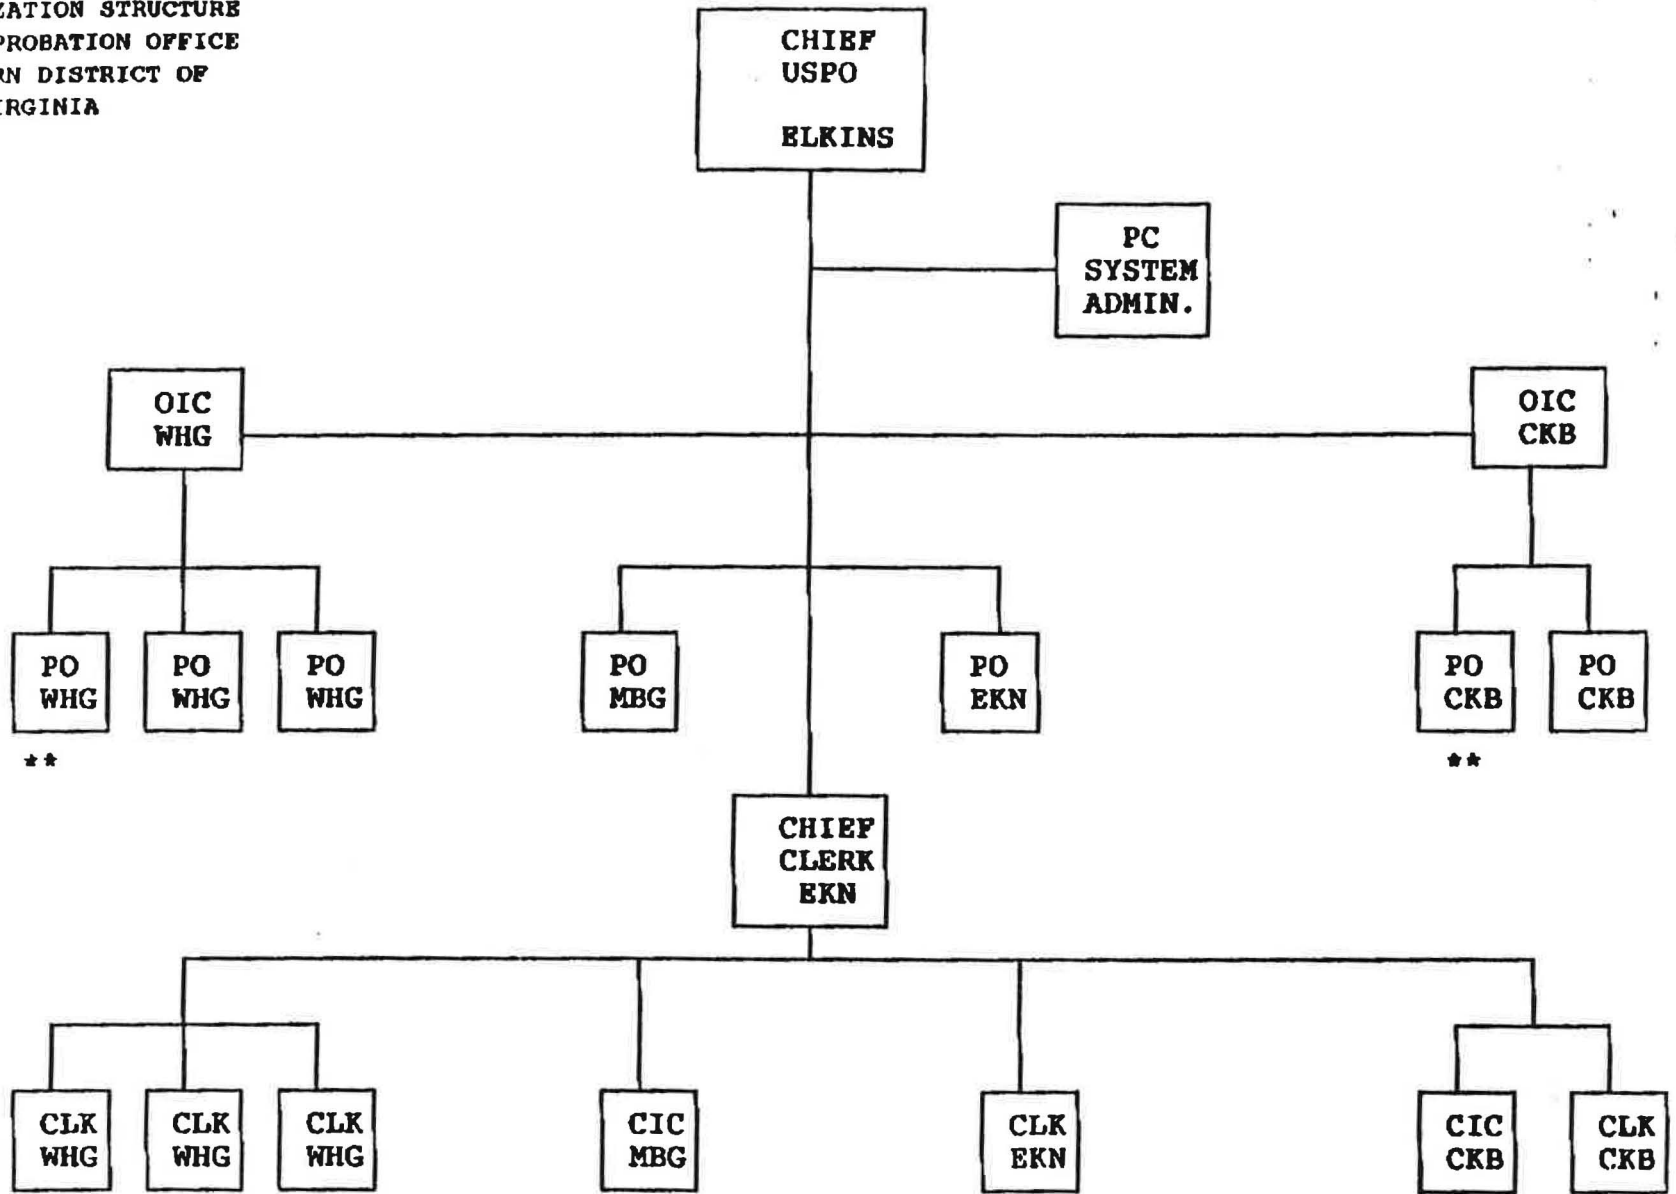 ZATION STRUCTURE
PROBATION OFFICE
RN DISTRICT OF
IRGINIA
CHIEF
USPO
ELKINS
PC
SYSTEM
ADMIN.
OIC
WHG
OIC
CKB
PO
WHG
PO
WHG
PO
WHG
PO
MBG
PO
EKN
PO
CKB
PO
CKB
**
**
CHIEF
CLERK
EKN
CLK
WHG
CLK
WHG
CLK
WHG
CIC
MBG
CLK
EKN
CIC
CKB
CLK
CKB